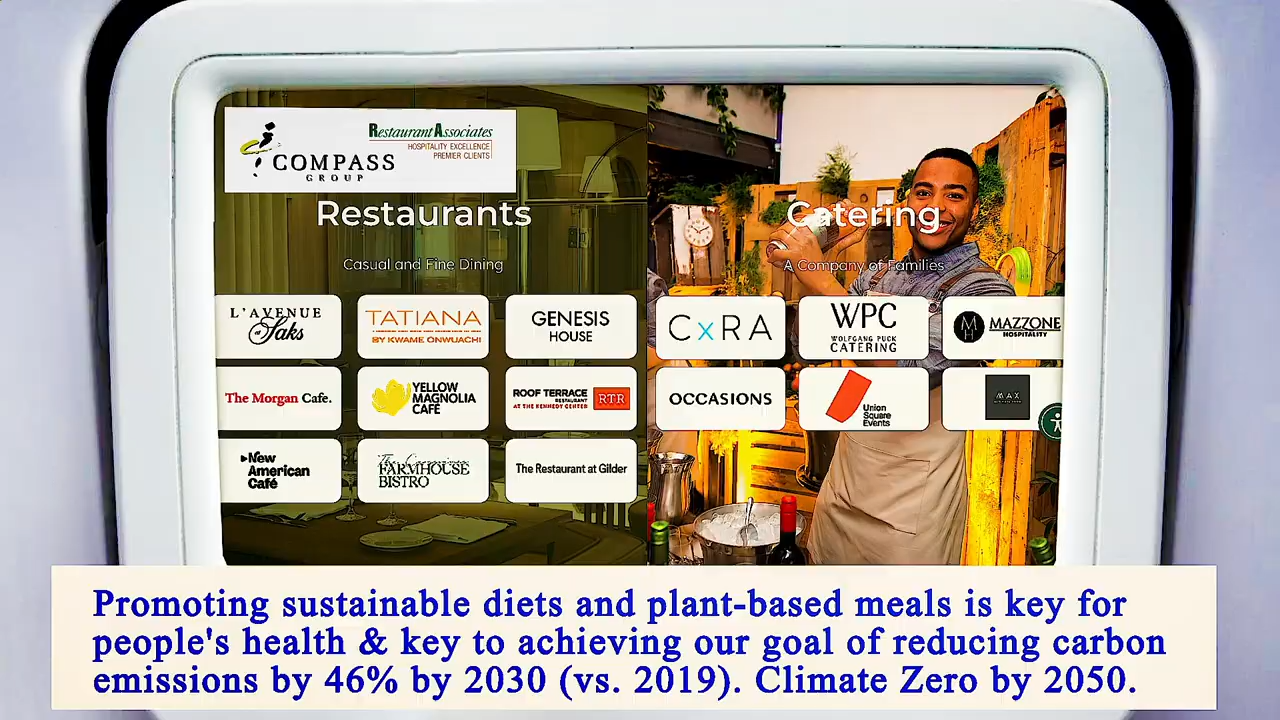 COMPASS
GROUP
Restaurant Associates
HOSPITALITY EXCELLENCE
PREMIER CLIENTS
Restaurants
Casual and Fine Dining
L'AVENUE
at Saks
TATIANA
BY KWAME ONWUACHI
GENESIS
HOUSE
The Morgan Cafe.
YELLOW
MAGNOLIA
CAFÉ
ROOF TERRACE
RESTAURANT
AT THE KENNEDY CENTER
RTR
New
American
Café
FARMHOUSE
BISTRO
The Restaurant at Gilder
Catering
A Company of Families
CxRA
WPC
WOLFGANG PUCK
CATERING
MH
MAZZONE
HOSPITALITY
OCCASIONS
Union
Square
Events
MAX
Promoting sustainable diets and plant-based meals is key for
people's health & key to achieving our goal of reducing carbon
emissions by 46% by 2030 (vs. 2019). Climate Zero by 2050.